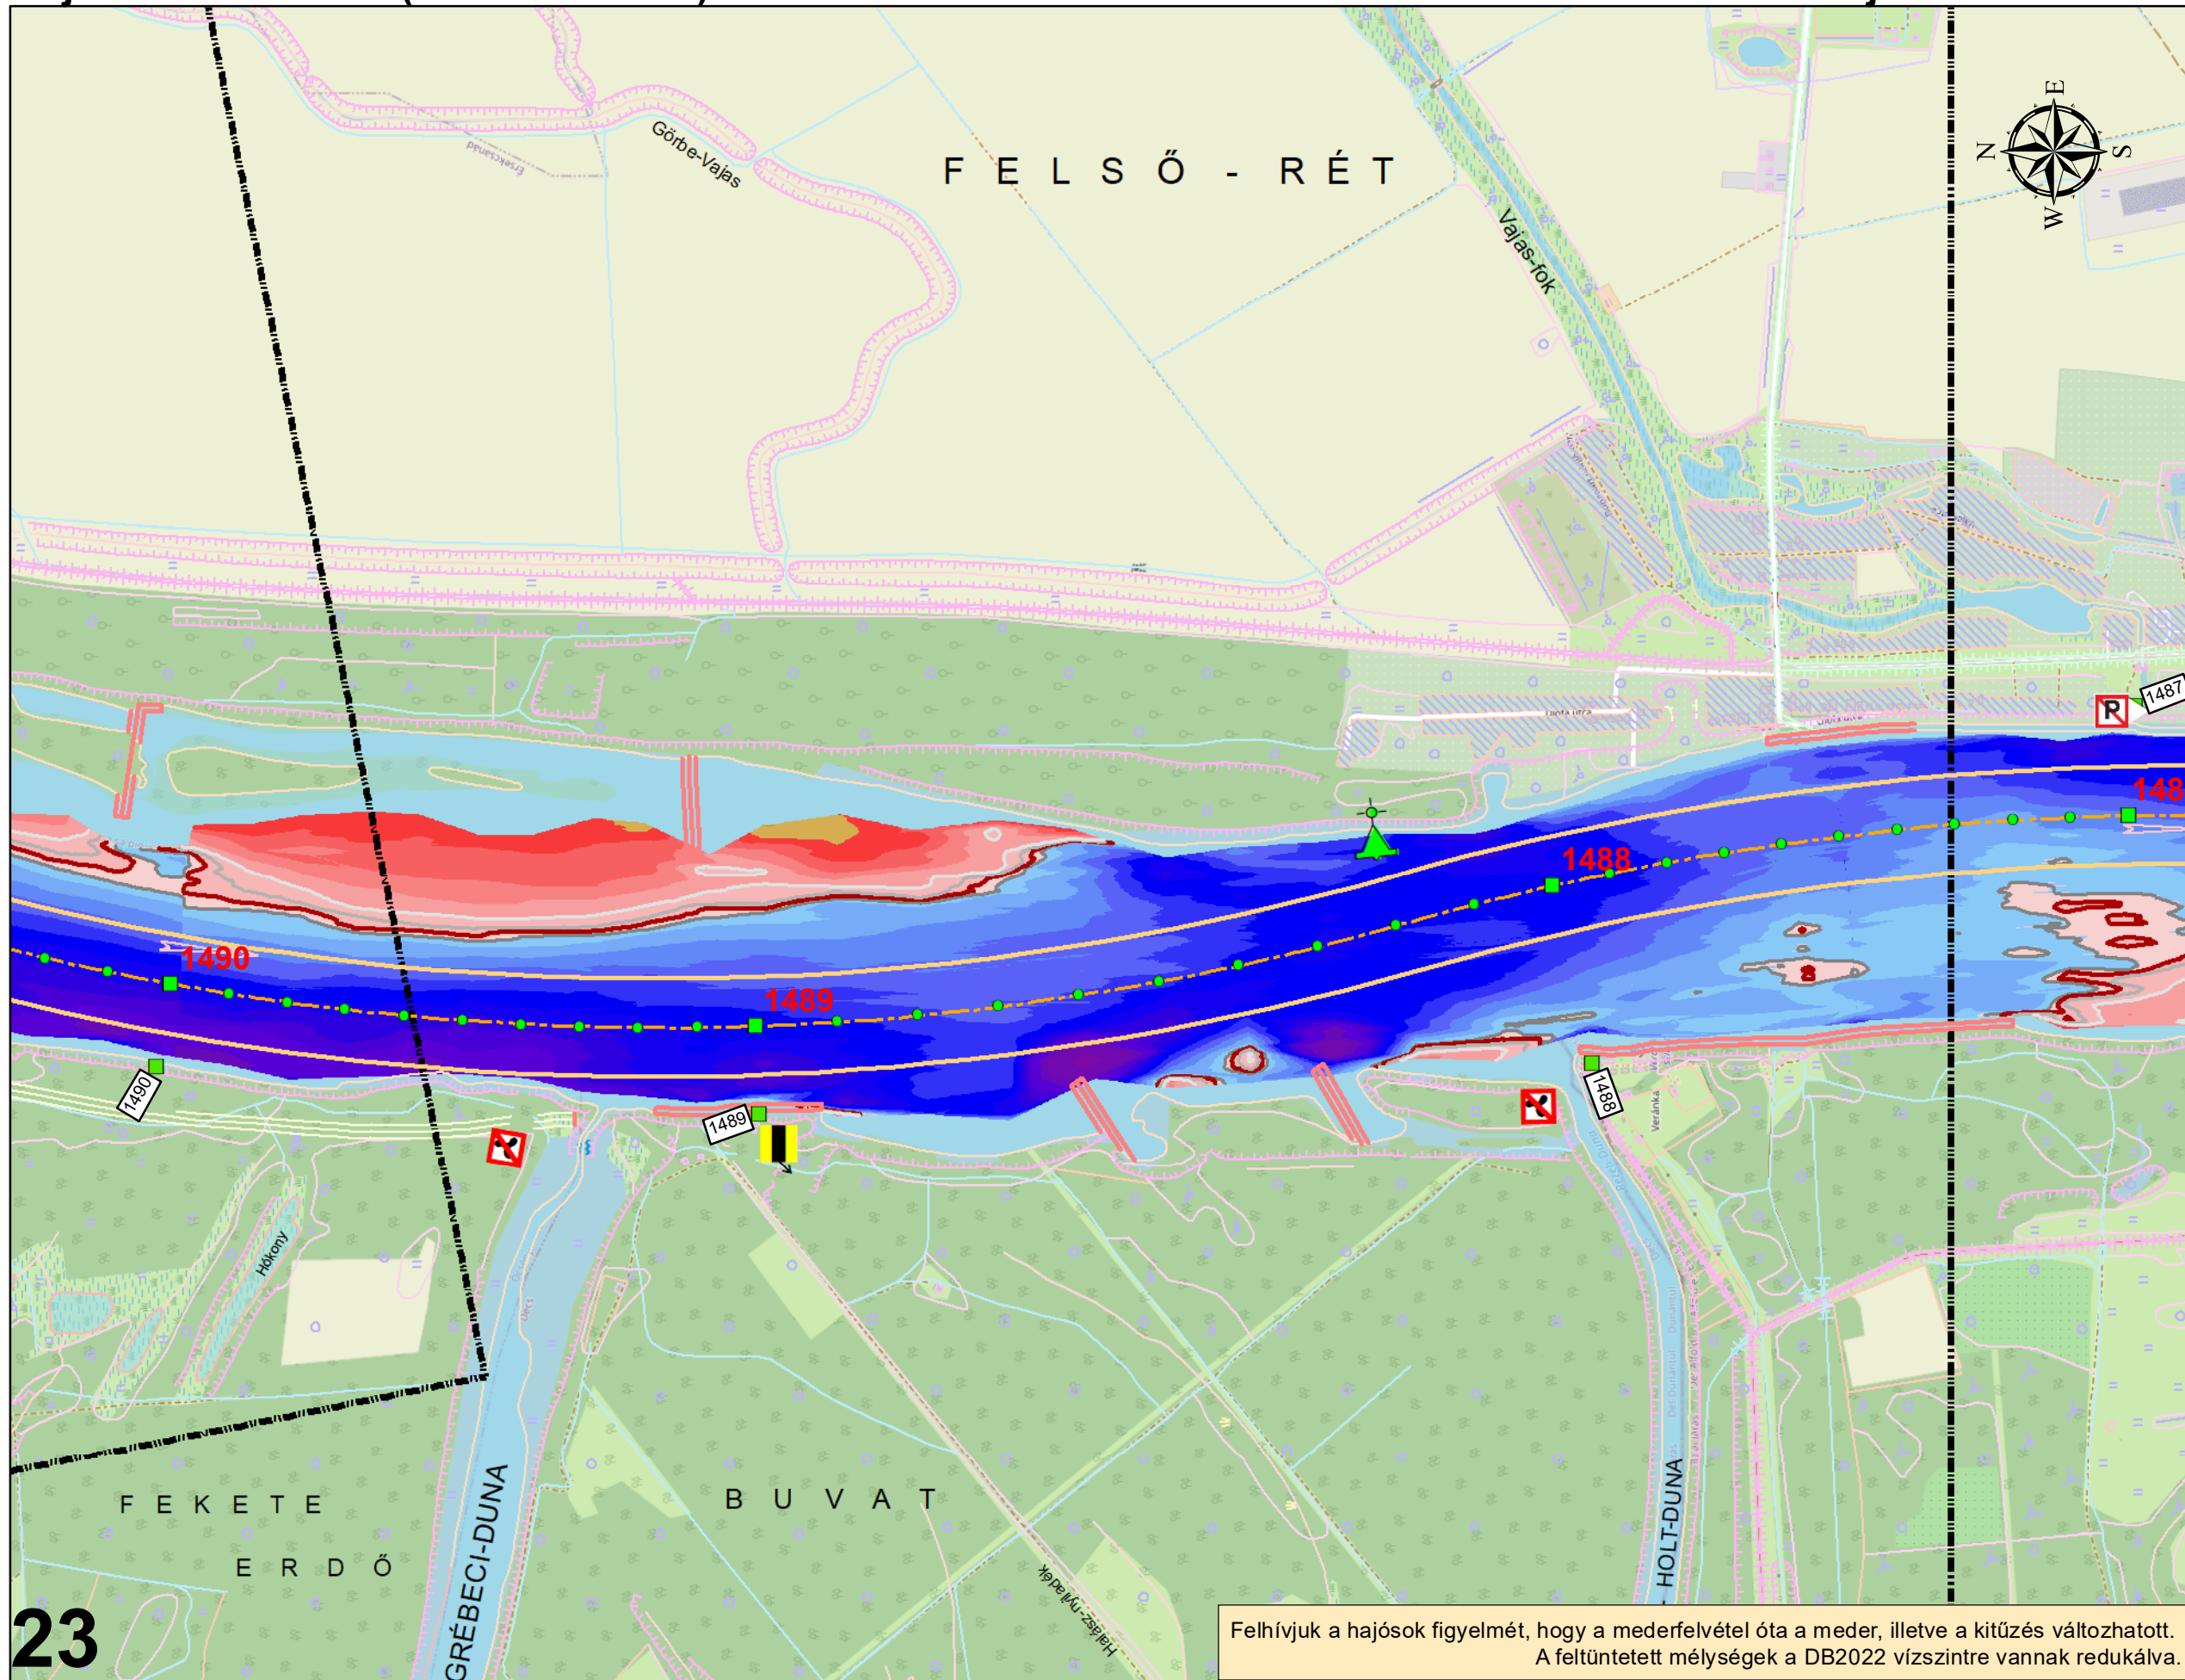 E
N
S
W
Görbe-Vajas
Érsekcsanád
FELSŐ-RÉT
Vajas-fok
1487
P
148
1488
1490
1489
1490
1489
1488
Veránka
Hókony
FEKETE
ERDŐ
BUVAT
GRÉBECI-DUNA
HOLT-DUNA
Halász-nyiladék
23
Felhívjuk a hajósok figyelmét, hogy a mederfelvétel óta a meder, illetve a kitűzés változhatott.
A feltüntetett mélységek a DB2022 vízszintre vannak redukálva.